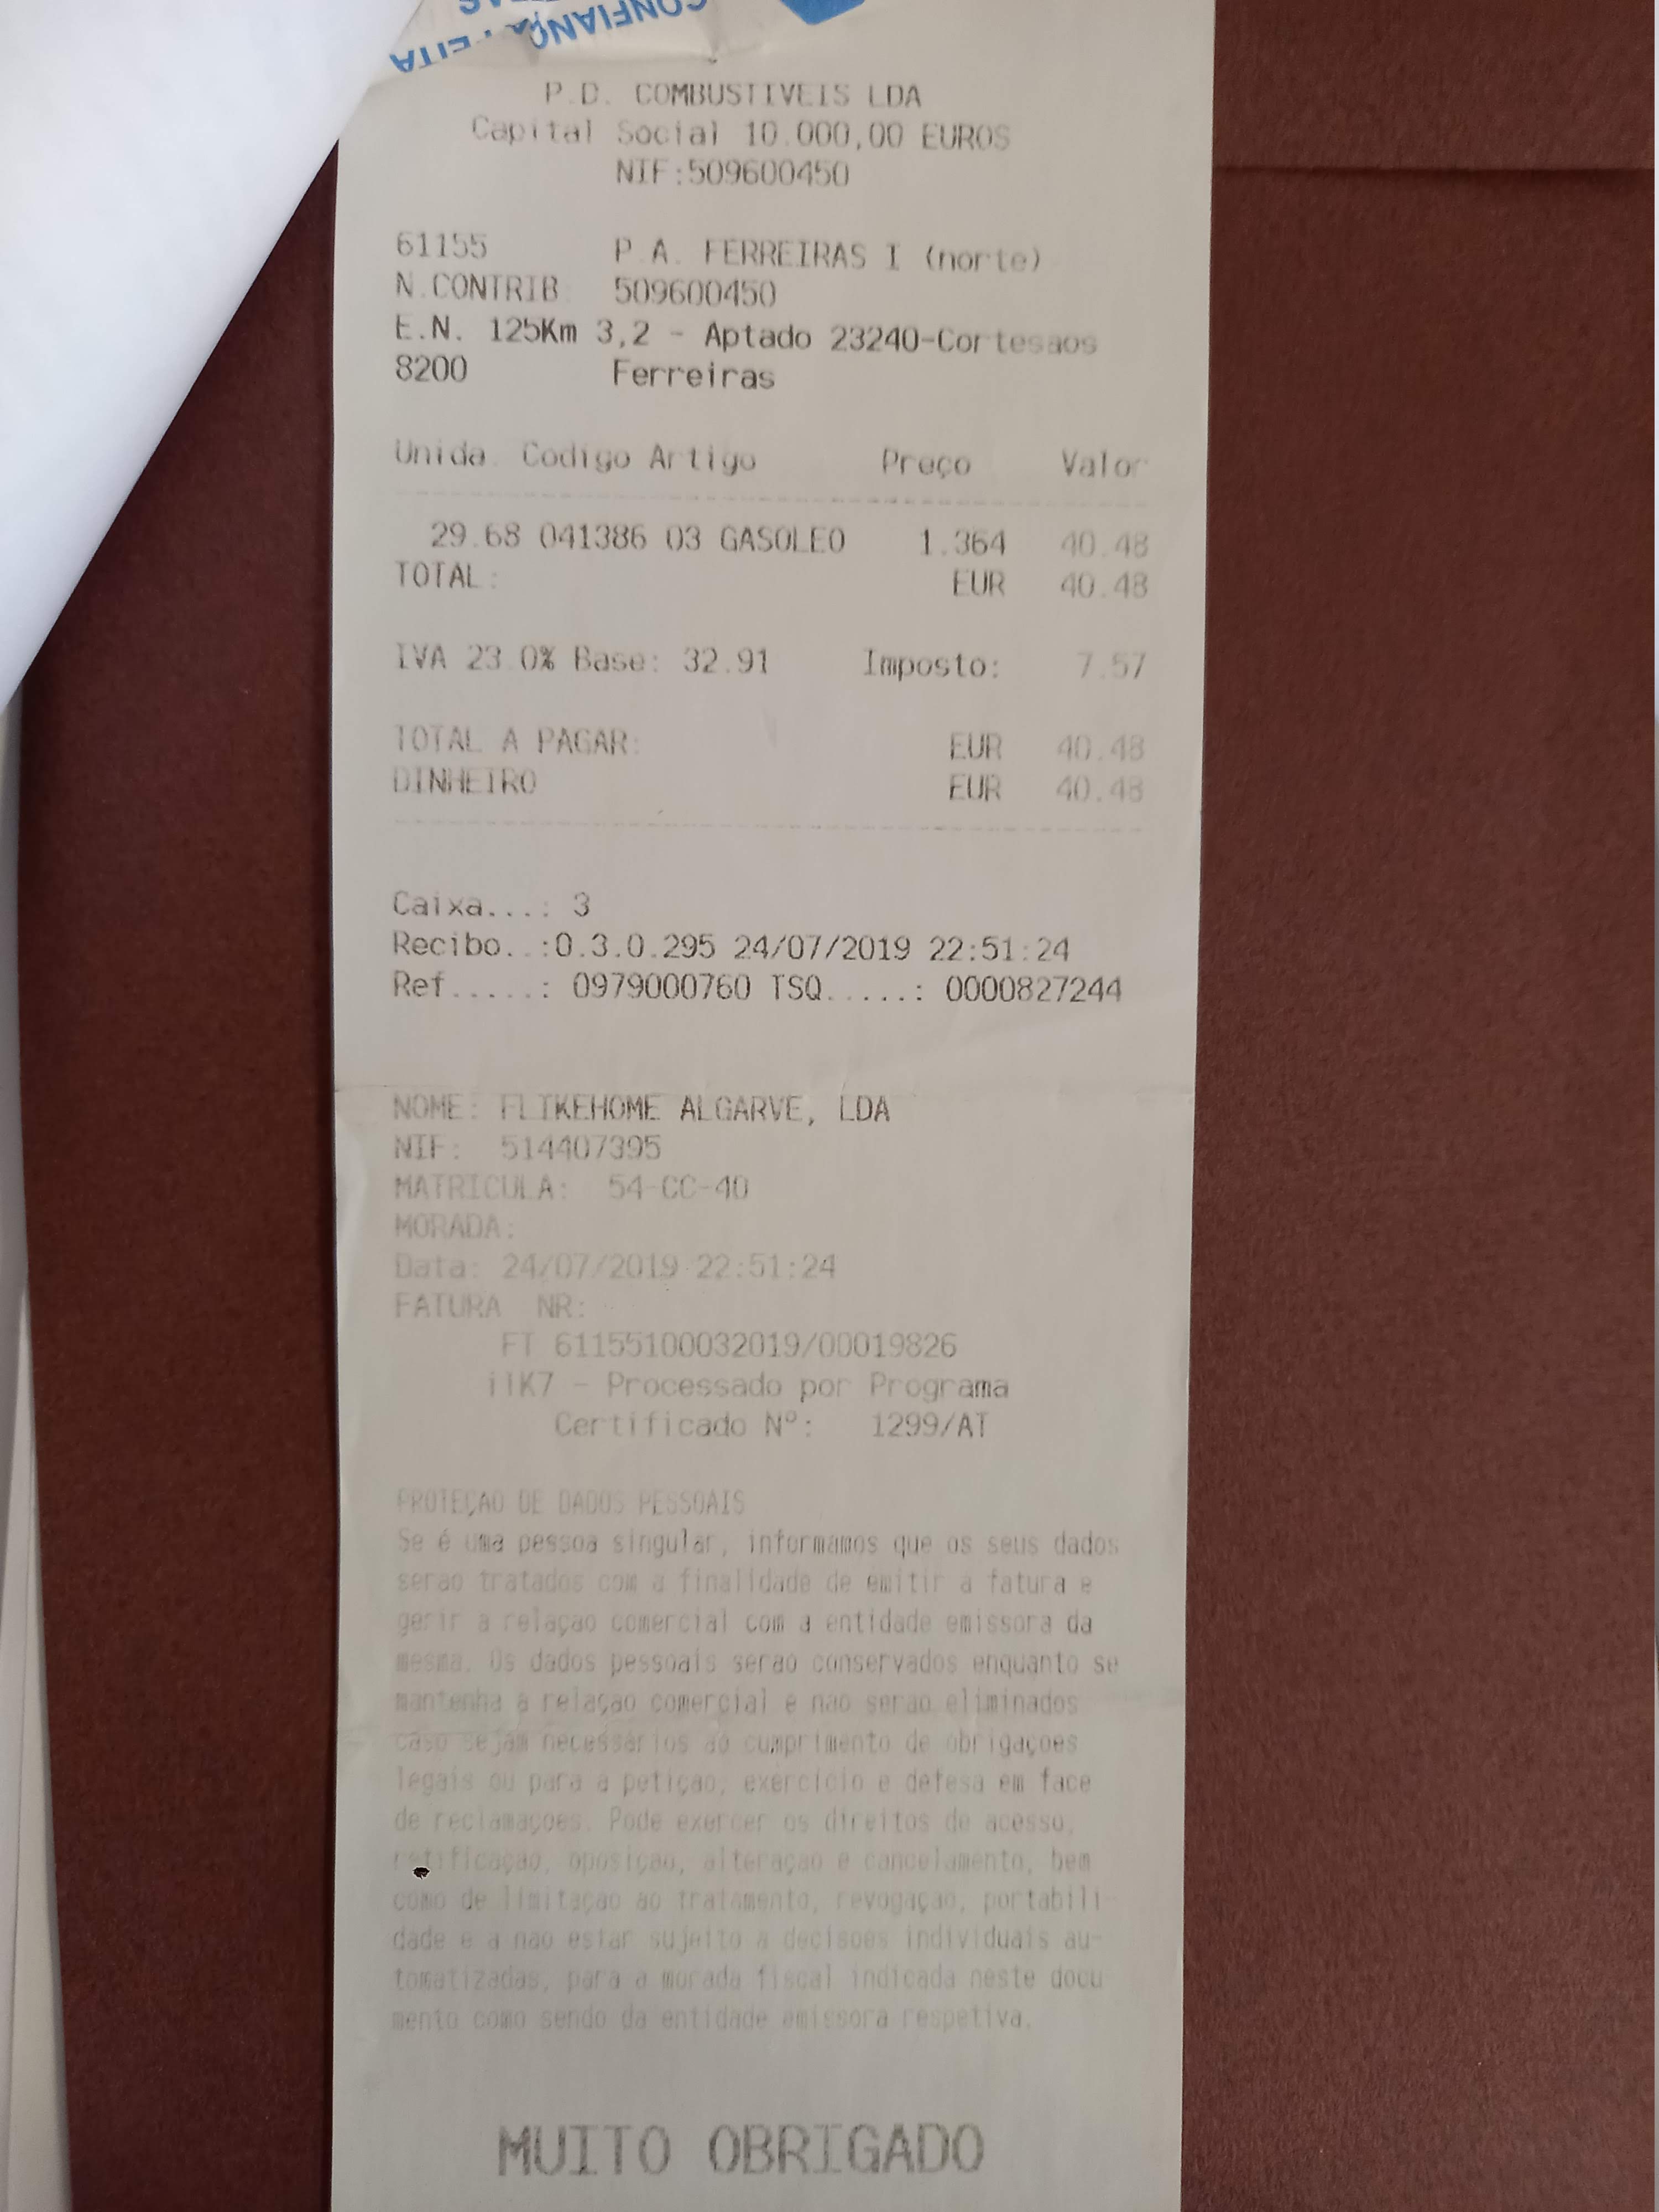 CONFIANÇA FEITA
P.D. COMBUSTIVEIS LDA
Capital Social 10.000,00 EUROS
NIF:509600450
61155 P.A. FERREIRAS I (norte)
N.CONTRIB 509600450
E.N. 125Km 3,2 - Aptado 23240-Cortesaos
8200 Ferreiras
Unida. Codigo Artigo Preço Valor
29.68 041386 03 GASOLEO 1.364 40.48
TOTAL: EUR 40.48
IVA 23.0% Base: 32.91 Imposto: 7.57
TOTAL A PAGAR: EUR 40.48
DINHEIRO EUR 40.48
Caixa...: 3
Recibo..:0.3.0.295 24/07/2019 22:51:24
Ref.....: 0979000760 TSQ.....: 0000827244
NOME: FLIKEHOME ALGARVE, LDA
NIF: 514407395
MATRICULA: 54-CC-40
MORADA:
Data: 24/07/2019 22:51:24
FATURA NR:
FT 61155100032019/00019826
iIK7 - Processado por Programa
Certificado Nº: 1299/AT
PROTEÇAO DE DADOS PESSOAIS
Se é uma pessoa singular, informamos que os seus dados
serao tratados com a finalidade de emitir a fatura e
gerir a relaçao comercial com a entidade emissora da
mesma. Os dados pessoais serao conservados enquanto se
mantenha a relaçao comercial e nao serao eliminados
caso sejam necessários ao cumprimento de obrigaçoes
legais ou para a petiçao, exercicio e defesa em face
de reclamaçoes. Pode exercer os direitos de acesso,
retificaçao, oposiçao, alteraçao e cancelamento, bem
como de limitaçao ao tratamento, revogaçao, portabili
dade e a nao estar sujeito a decisoes individuais au-
tomatizadas, para a morada fiscal indicada neste docu
mento como sendo da entidade emissora respetiva.
MUITO OBRIGADO